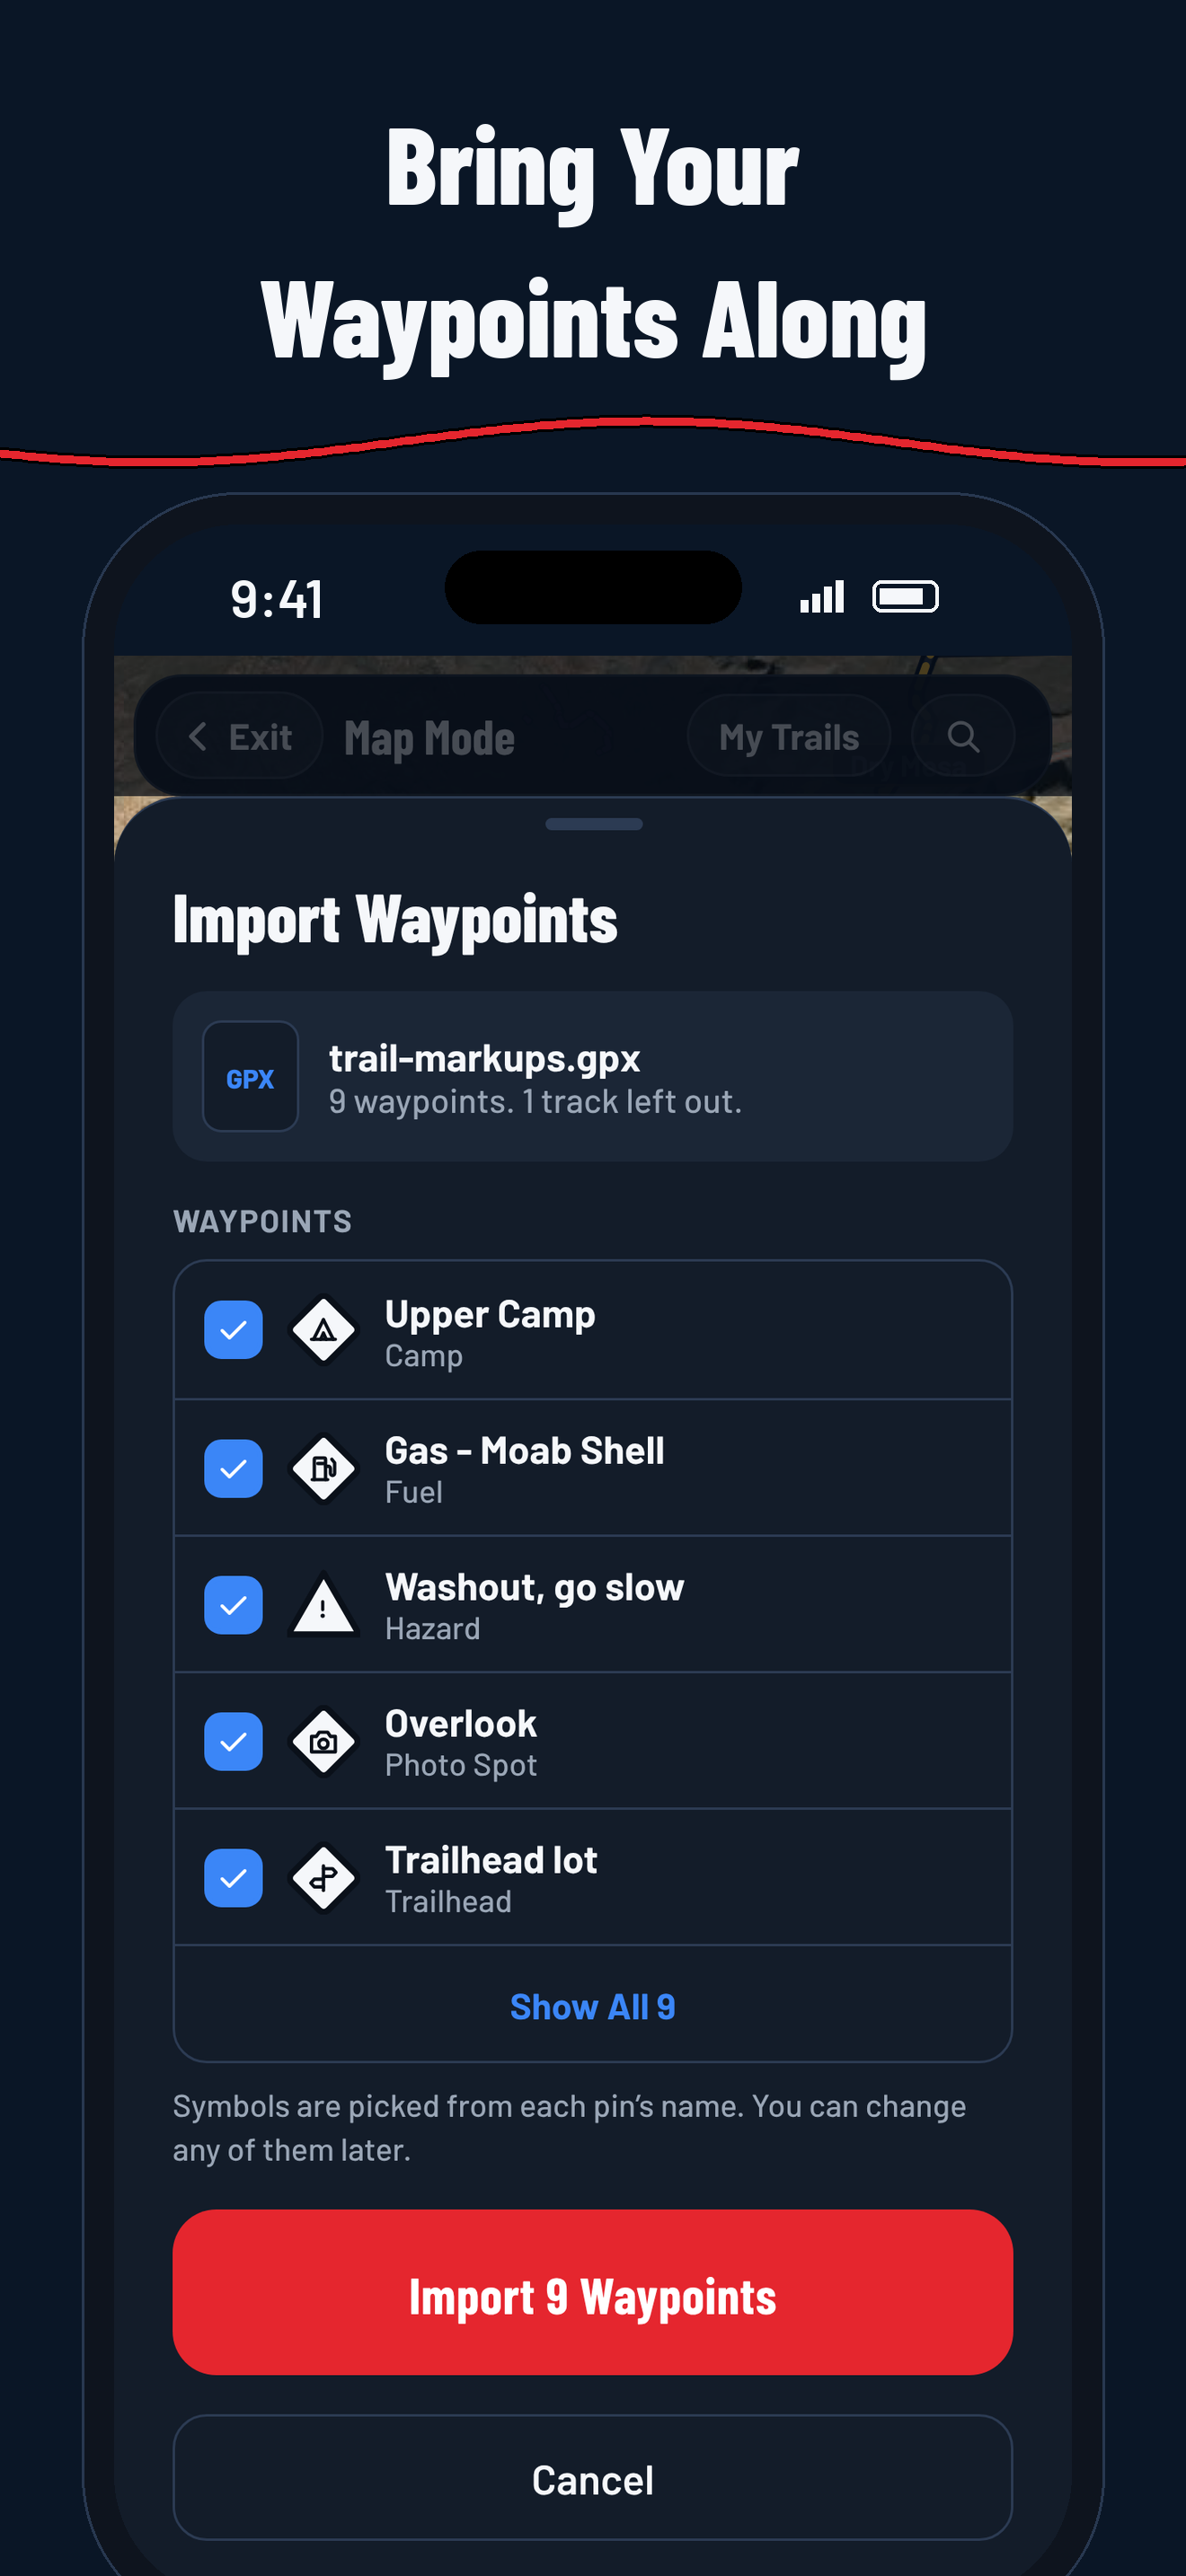 Bring Your
Waypoints Along
9:41
Exit
Map Mode
My Trails
Dry Mesa
Import Waypoints
GPX
trail-markups.gpx
9 waypoints. 1 track left out.
WAYPOINTS
Upper Camp
Camp
Gas - Moab Shell
Fuel
Washout, go slow
Hazard
Overlook
Photo Spot
Trailhead lot
Trailhead
Show All 9
Symbols are picked from each pin’s name. You can change
any of them later.
Import 9 Waypoints
Cancel